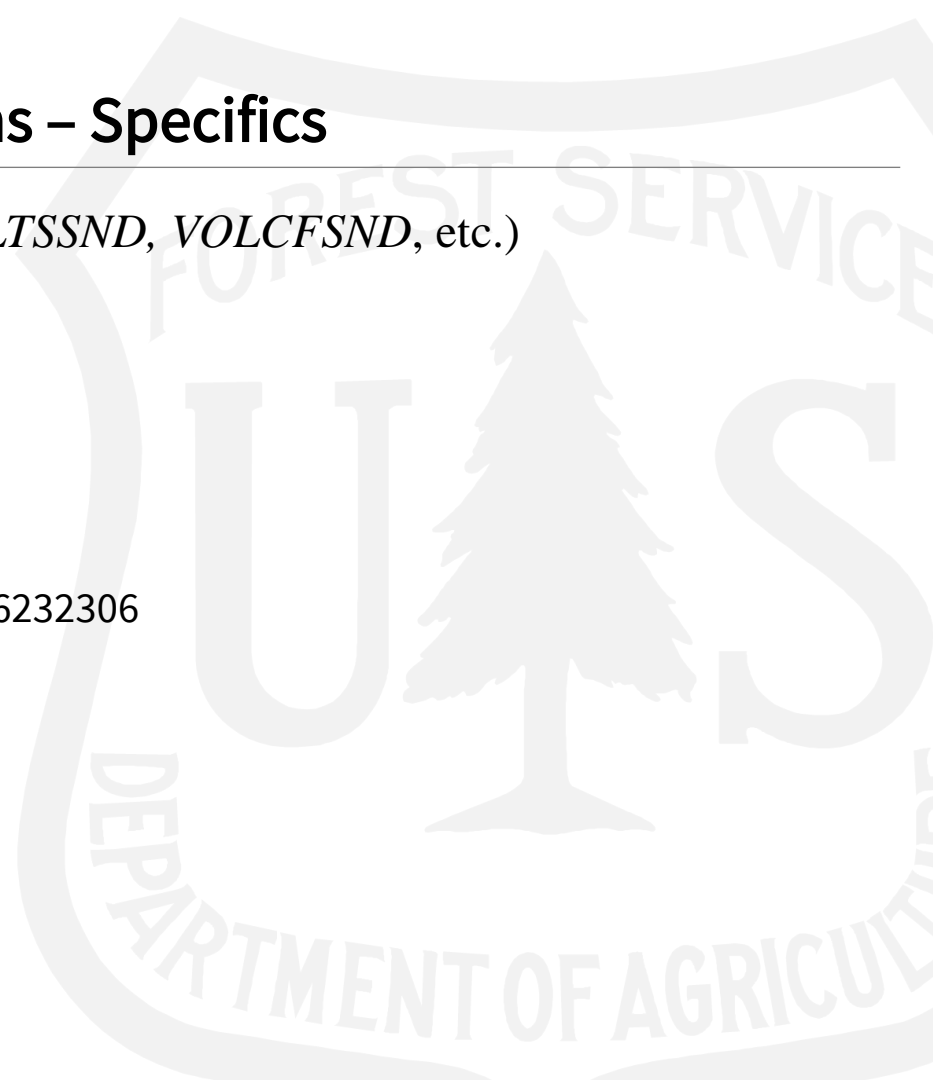 ns – Specifics
LTSSND, VOLCFSND, etc.)
6232306
FOREST SERVICE
U S
DEPARTMENT OF AGRICULTURE